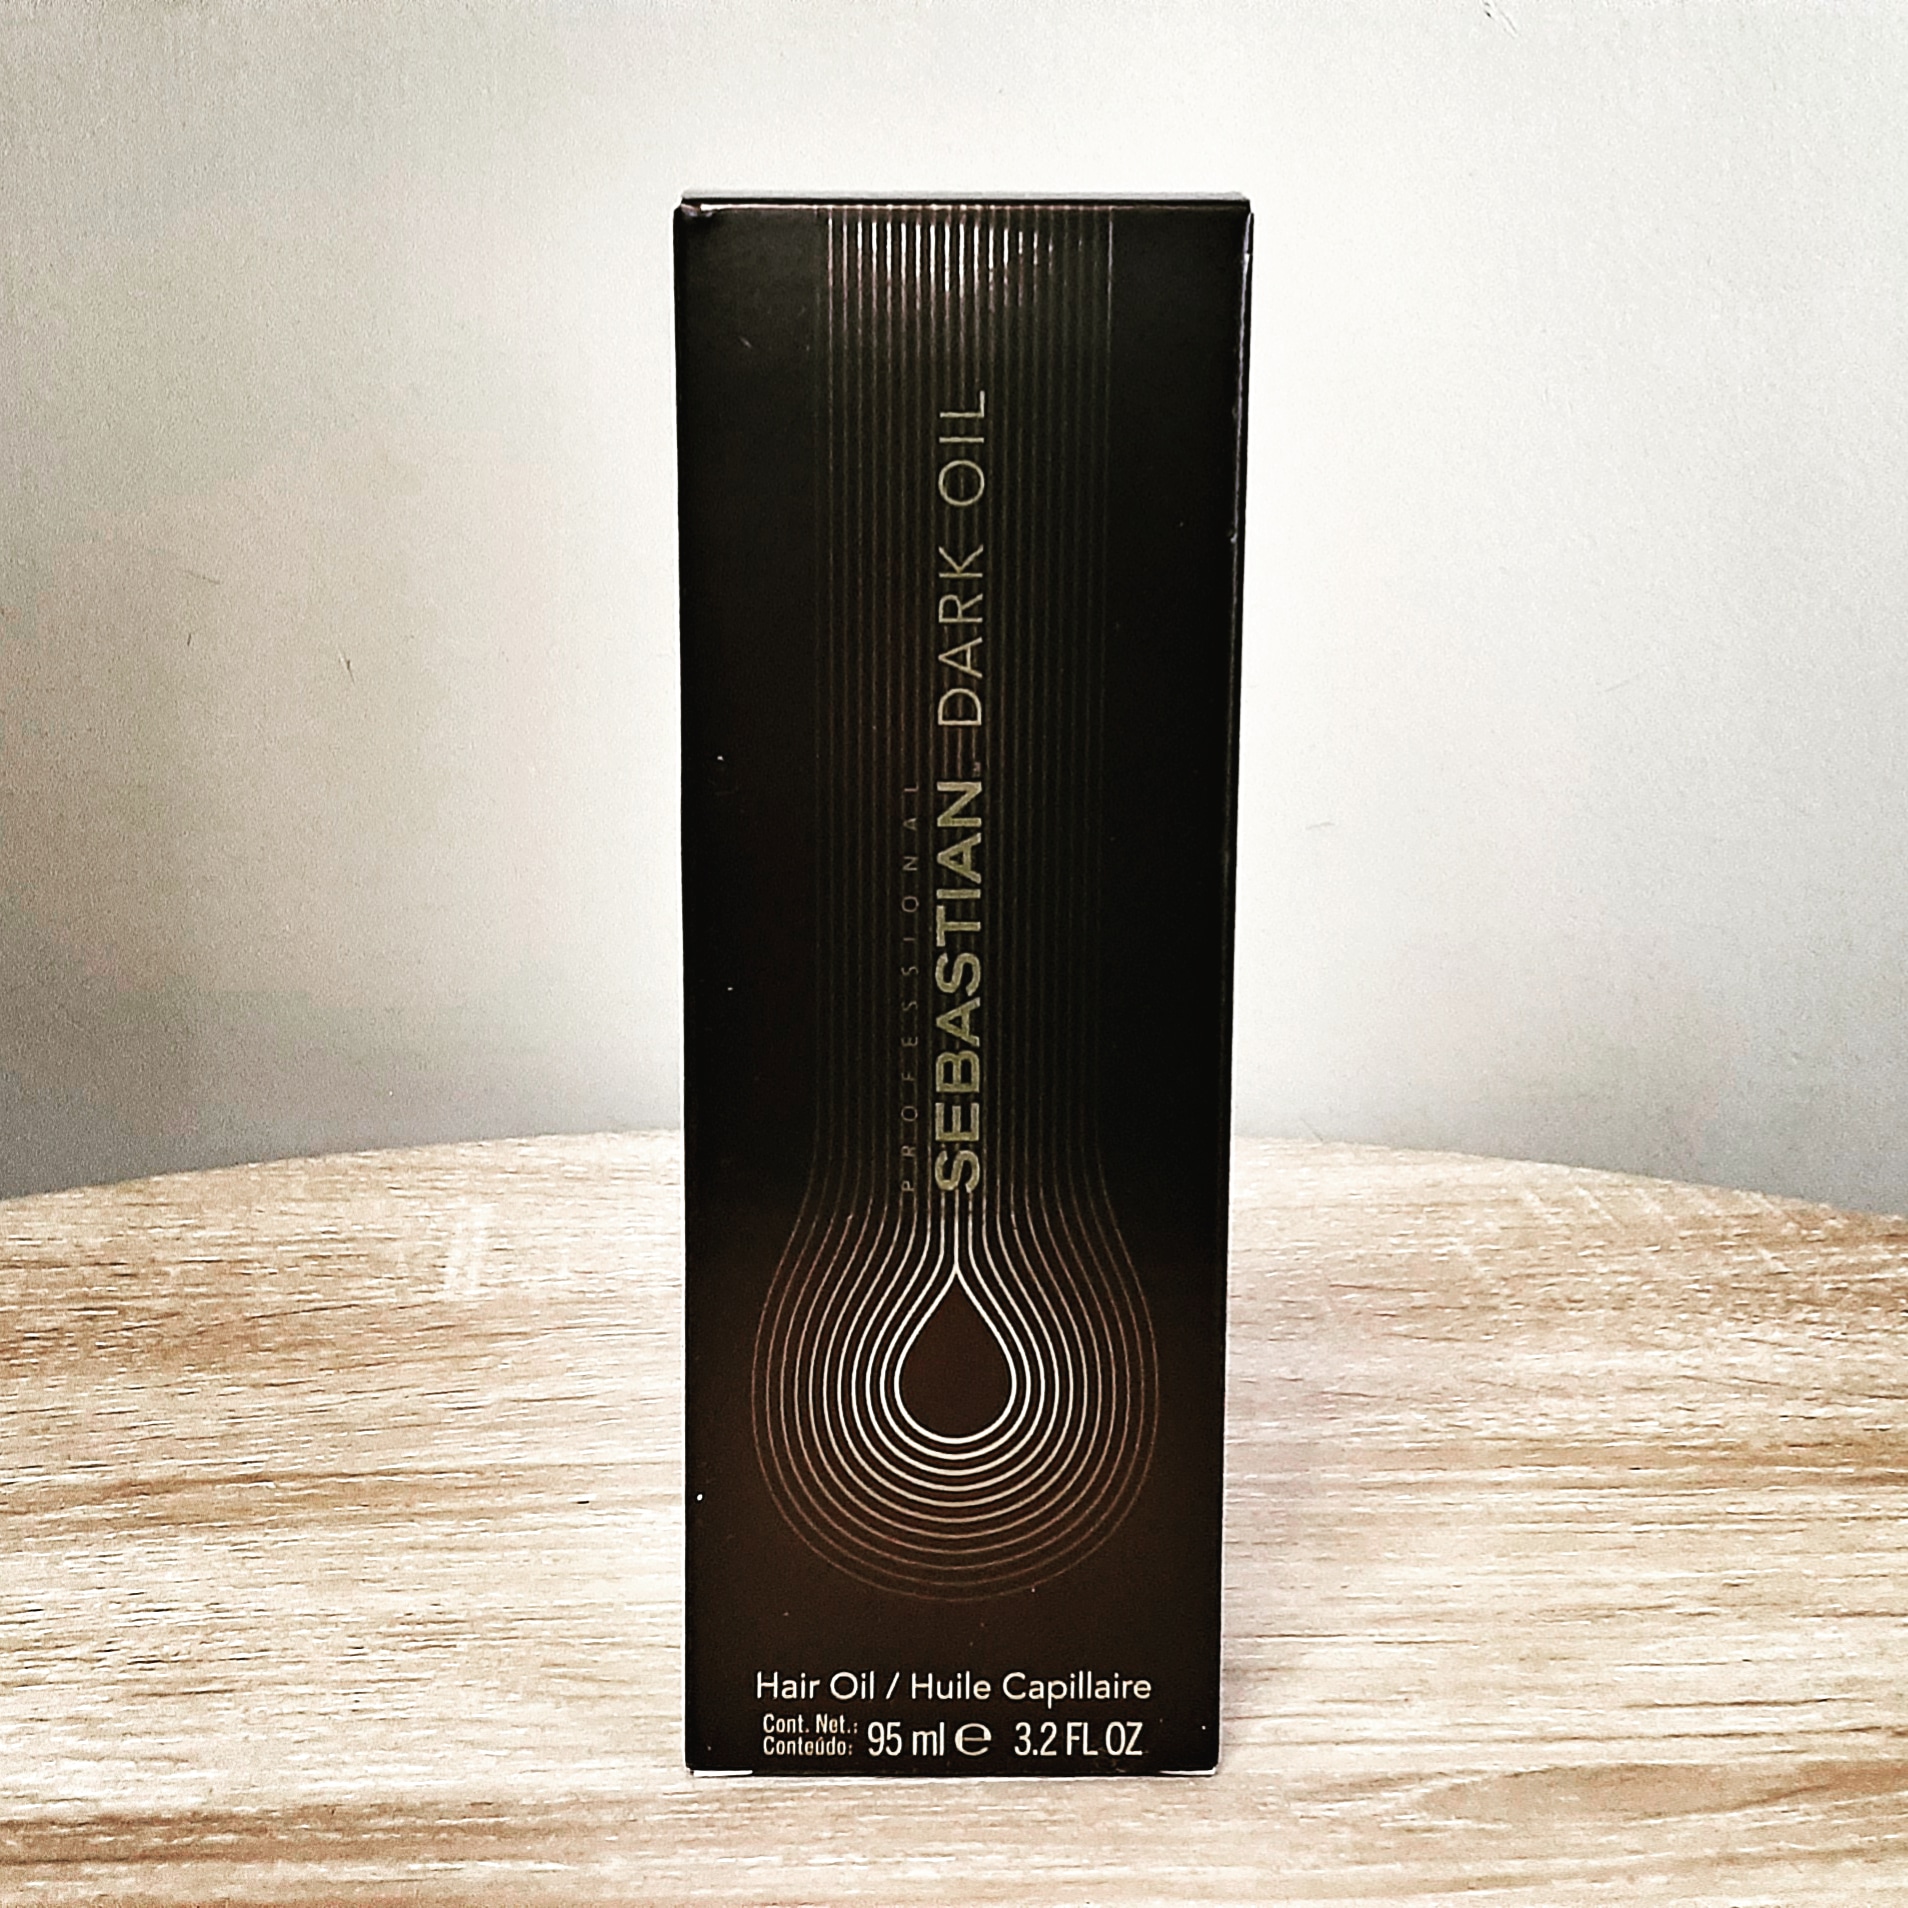 PROFESSIONAL
SEBASTIAN DARK OIL
Hair Oil / Huile Capillaire
Cont. Net.:
Conteúdo: 95 ml e 3.2 FL OZ